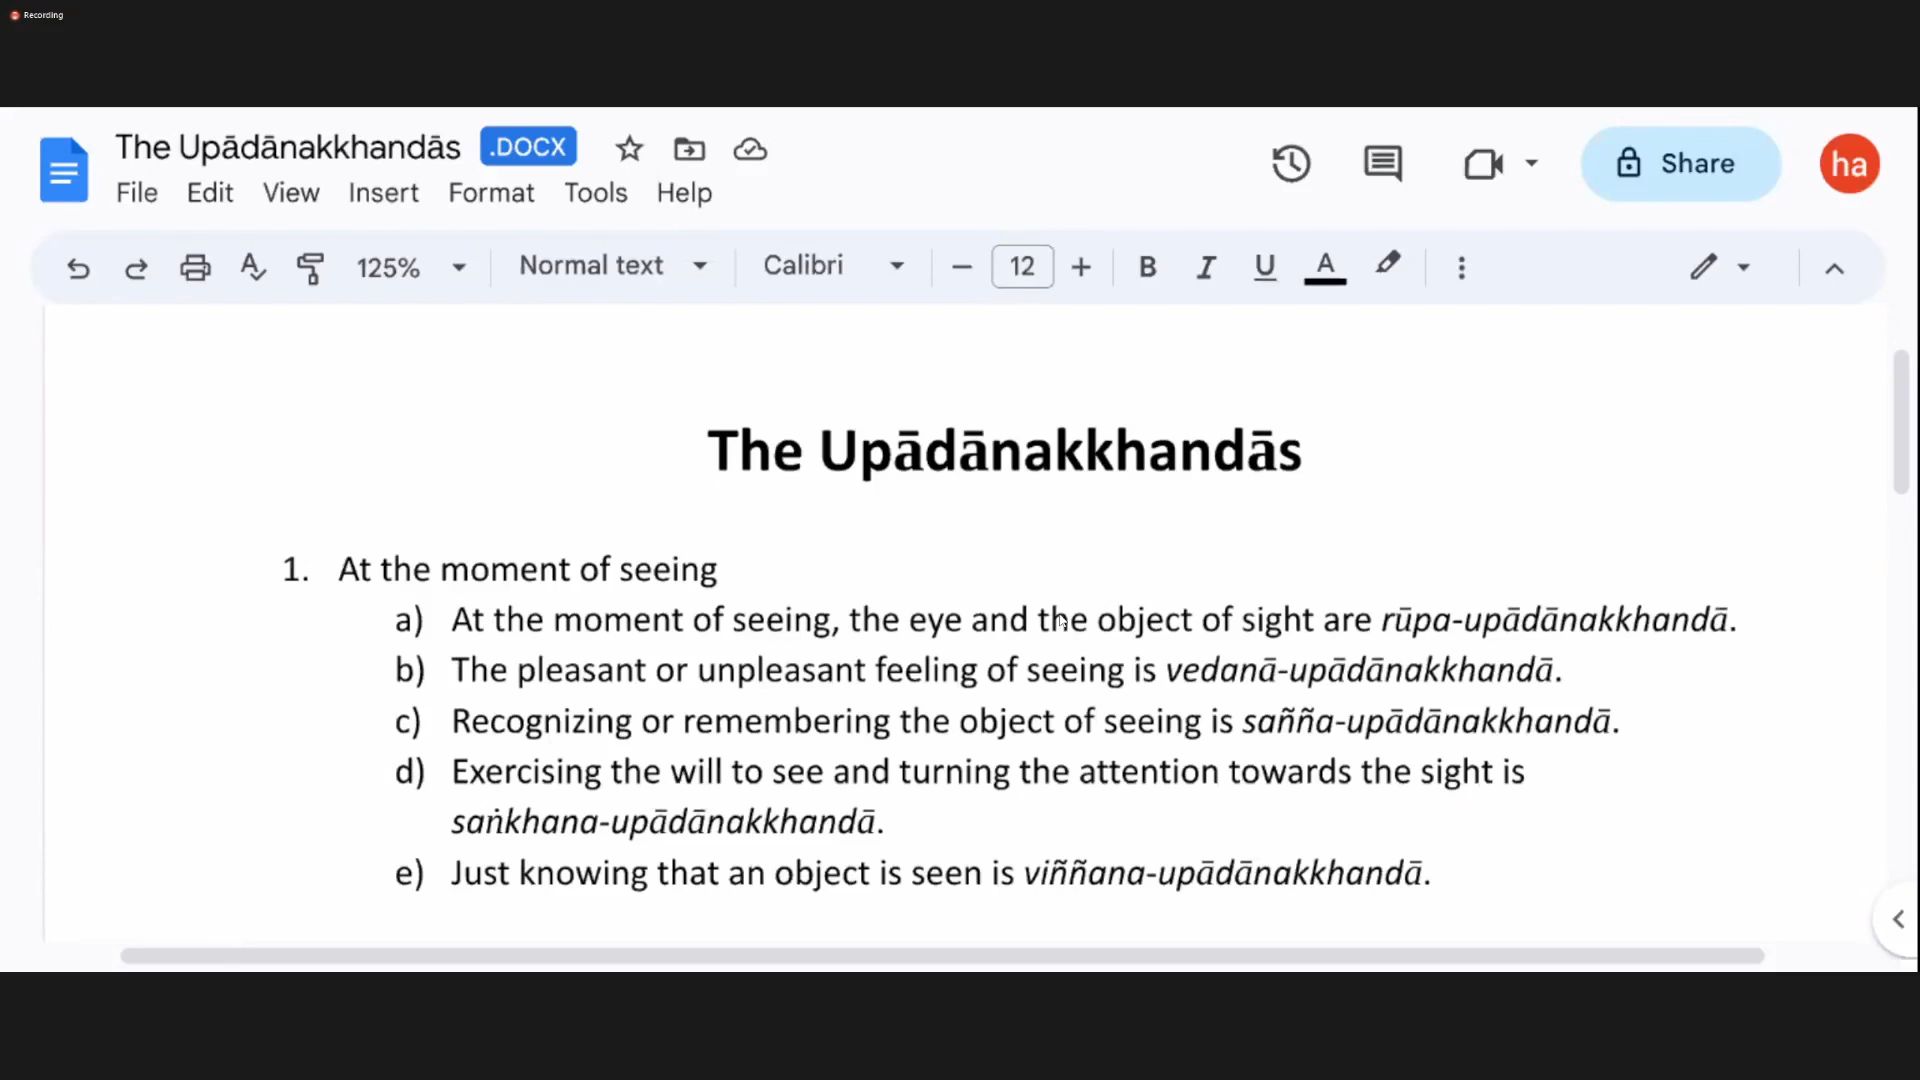 Recording
The Upādānakkhandās .DOCX
Share
ha
File Edit View Insert Format Tools Help
125% Normal text Calibri 12 B I U A
The Upādānakkhandās
1. At the moment of seeing
a) At the moment of seeing, the eye and the object of sight are rūpa-upādānakkhandā.
b) The pleasant or unpleasant feeling of seeing is vedanā-upādānakkhandā.
c) Recognizing or remembering the object of seeing is sañña-upādānakkhandā.
d) Exercising the will to see and turning the attention towards the sight is
saṅkhana-upādānakkhandā.
e) Just knowing that an object is seen is viññana-upādānakkhandā.